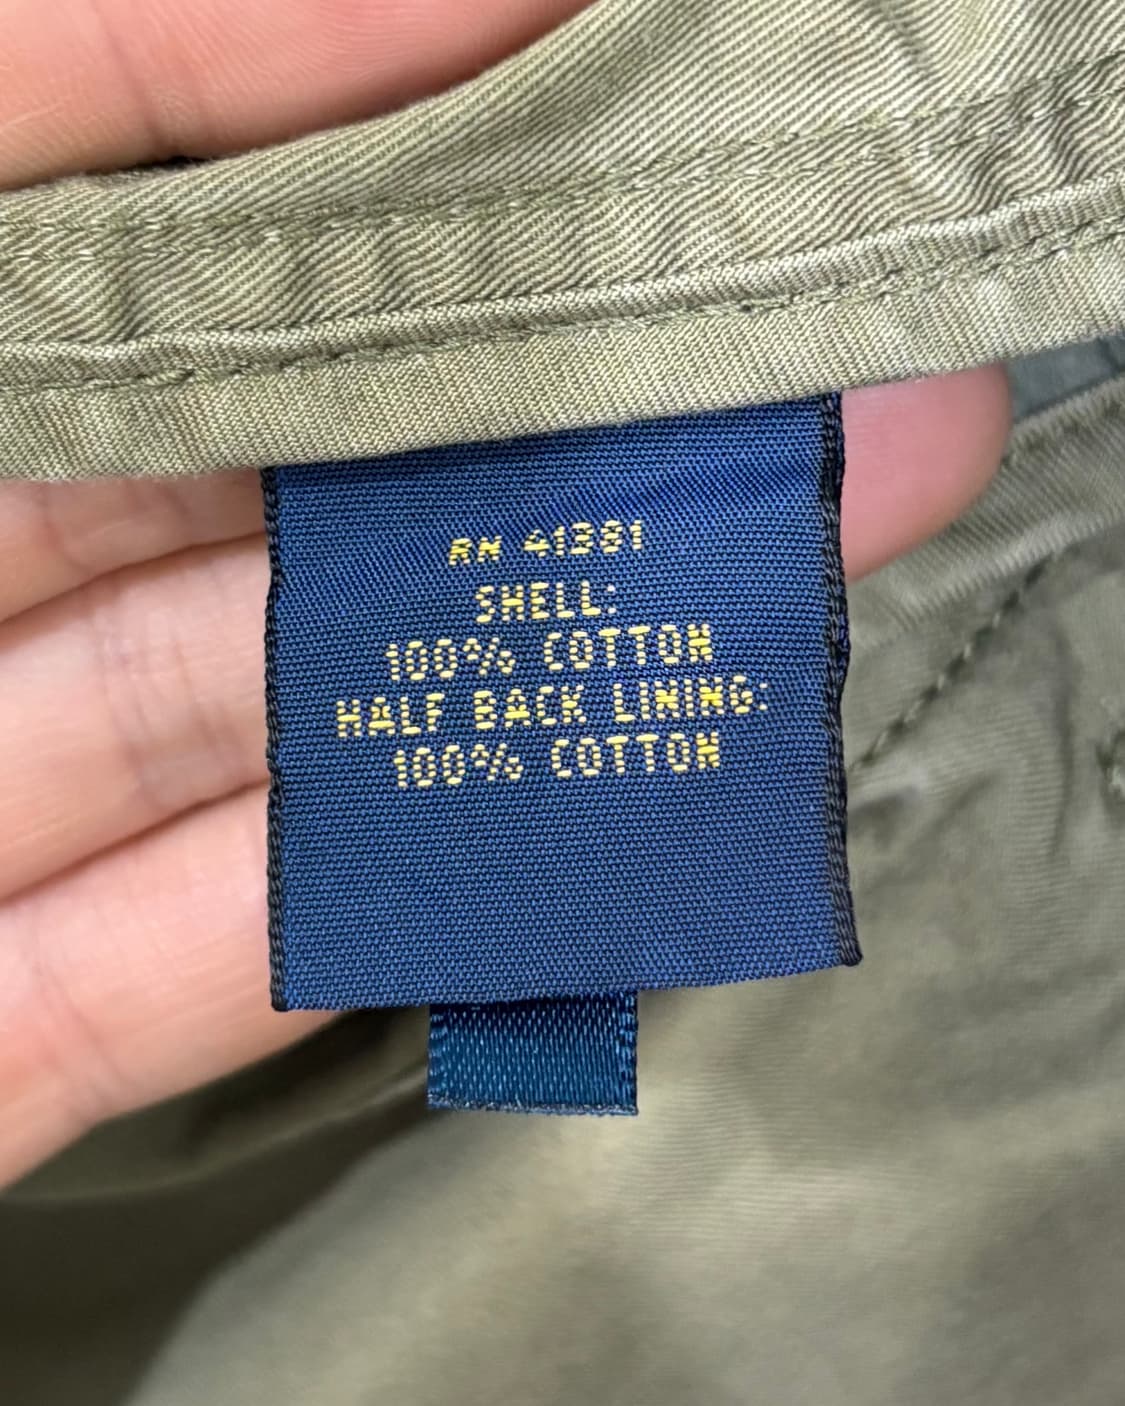 RN 41381
SHELL:
100% COTTON
HALF BACK LINING:
100% COTTON